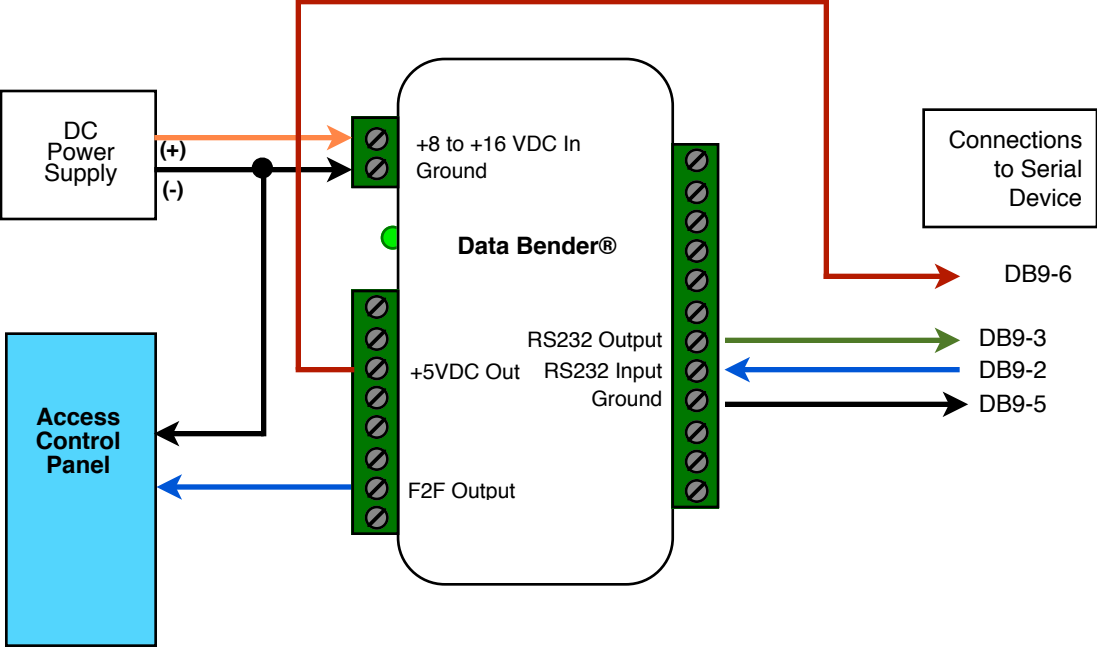 DC
Power
Supply
(+)
(-)
+8 to +16 VDC In
Ground
Data Bender®
+5VDC Out
F2F Output
RS232 Output
RS232 Input
Ground
Access
Control
Panel
Connections
to Serial
Device
DB9-6
DB9-3
DB9-2
DB9-5